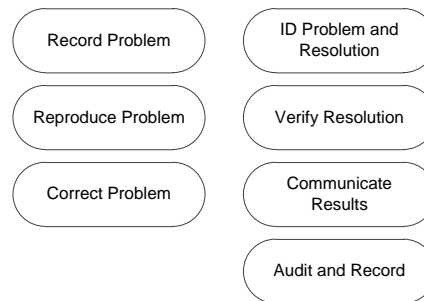 Record Problem
ID Problem and
Resolution
Reproduce Problem
Verify Resolution
Correct Problem
Communicate
Results
Audit and Record